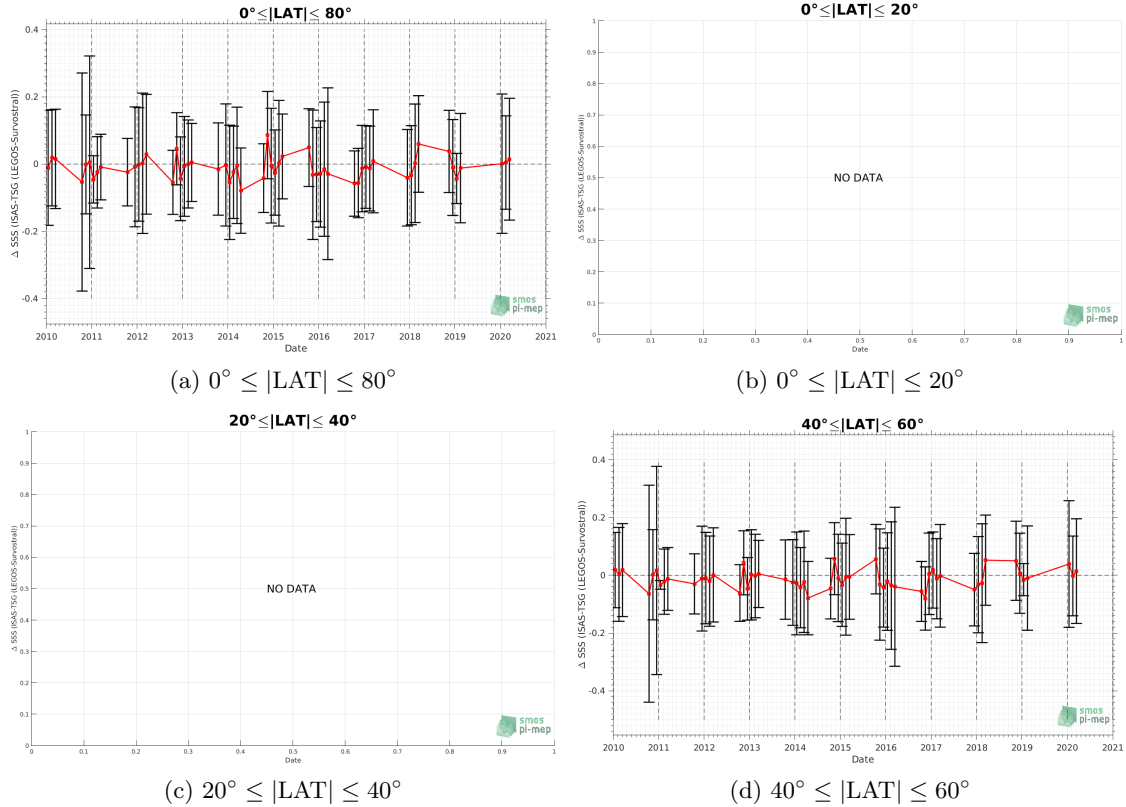 0°≤|LAT|≤ 80°
Δ SSS (ISAS-TSG (LEGOS-Survostral))
0.4
0.2
0
-0.2
-0.4
2010 2011 2012 2013 2014 2015 2016 2017 2018 2019 2020 2021
Date
smos
pi-mep
(a) 0° ≤ |LAT| ≤ 80°
0°≤|LAT|≤ 20°
Δ SSS (ISAS-TSG (LEGOS-Survostral))
1
0.9
0.8
0.7
0.6
0.5
0.4
0.3
0.2
0.1
0
NO DATA
0 0.1 0.2 0.3 0.4 0.5 0.6 0.7 0.8 0.9 1
Date
smos
pi-mep
(b) 0° ≤ |LAT| ≤ 20°
20°≤|LAT|≤ 40°
Δ SSS (ISAS-TSG (LEGOS-Survostral))
1
0.9
0.8
0.7
0.6
0.5
0.4
0.3
0.2
0.1
0
NO DATA
0 0.1 0.2 0.3 0.4 0.5 0.6 0.7 0.8 0.9 1
Date
smos
pi-mep
(c) 20° ≤ |LAT| ≤ 40°
40°≤|LAT|≤ 60°
Δ SSS (ISAS-TSG (LEGOS-Survostral))
0.4
0.2
0
-0.2
-0.4
2010 2011 2012 2013 2014 2015 2016 2017 2018 2019 2020 2021
Date
smos
pi-mep
(d) 40° ≤ |LAT| ≤ 60°